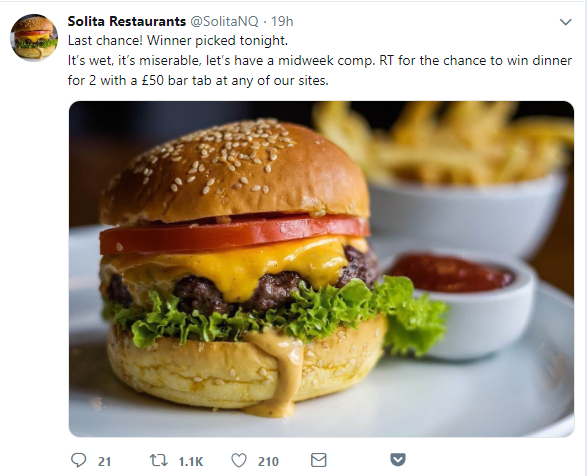 Solita Restaurants @SolitaNQ · 19h
Last chance! Winner picked tonight.
It's wet, it's miserable, let's have a midweek comp. RT for the chance to win dinner
for 2 with a £50 bar tab at any of our sites.
21 1.1K 210